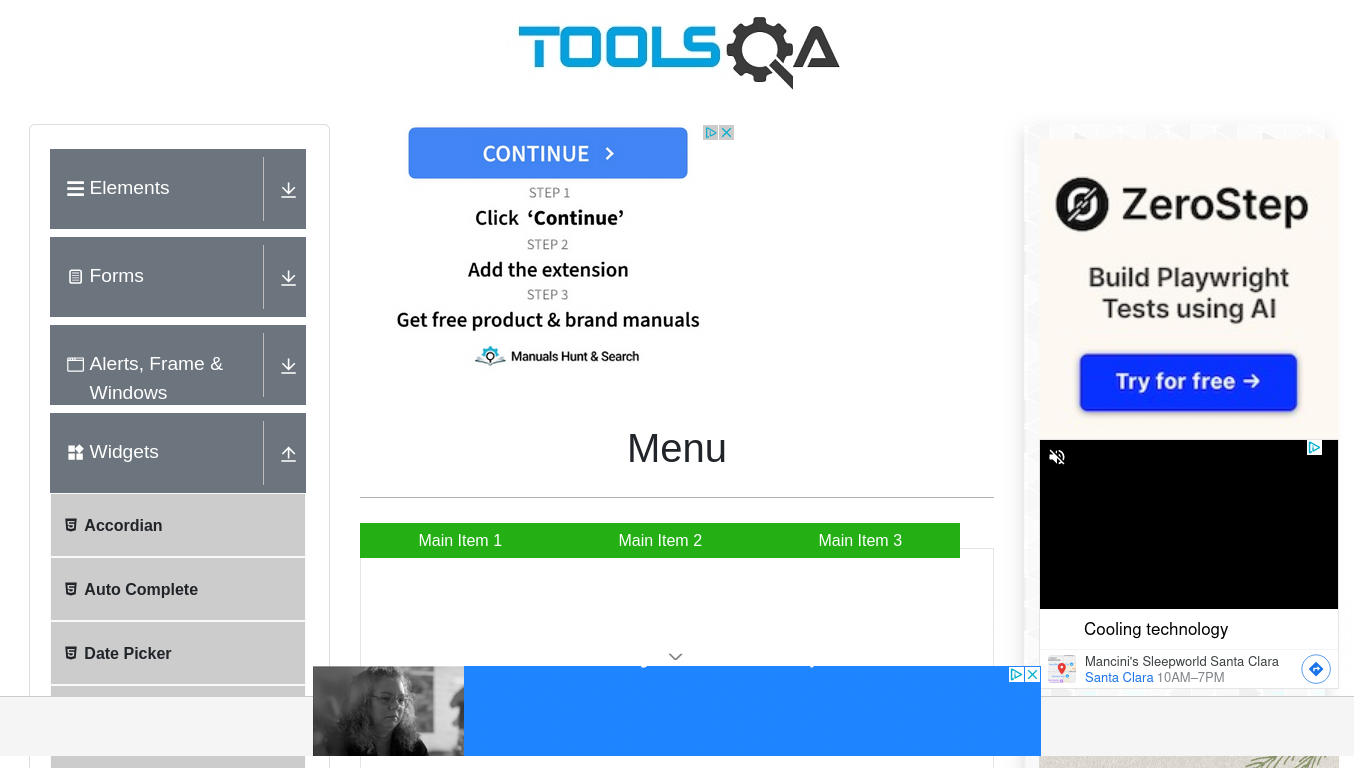 TOOLSQA
Elements
Forms
Alerts, Frame &
Windows
Widgets
Accordian
Auto Complete
Date Picker
CONTINUE
STEP 1
Click ‘Continue’
STEP 2
Add the extension
STEP 3
Get free product & brand manuals
Manuals Hunt & Search
Menu
Main Item 1
Main Item 2
Main Item 3
ZeroStep
Build Playwright
Tests using AI
Try for free →
Cooling technology
Mancini's Sleepworld Santa Clara
Santa Clara 10AM–7PM